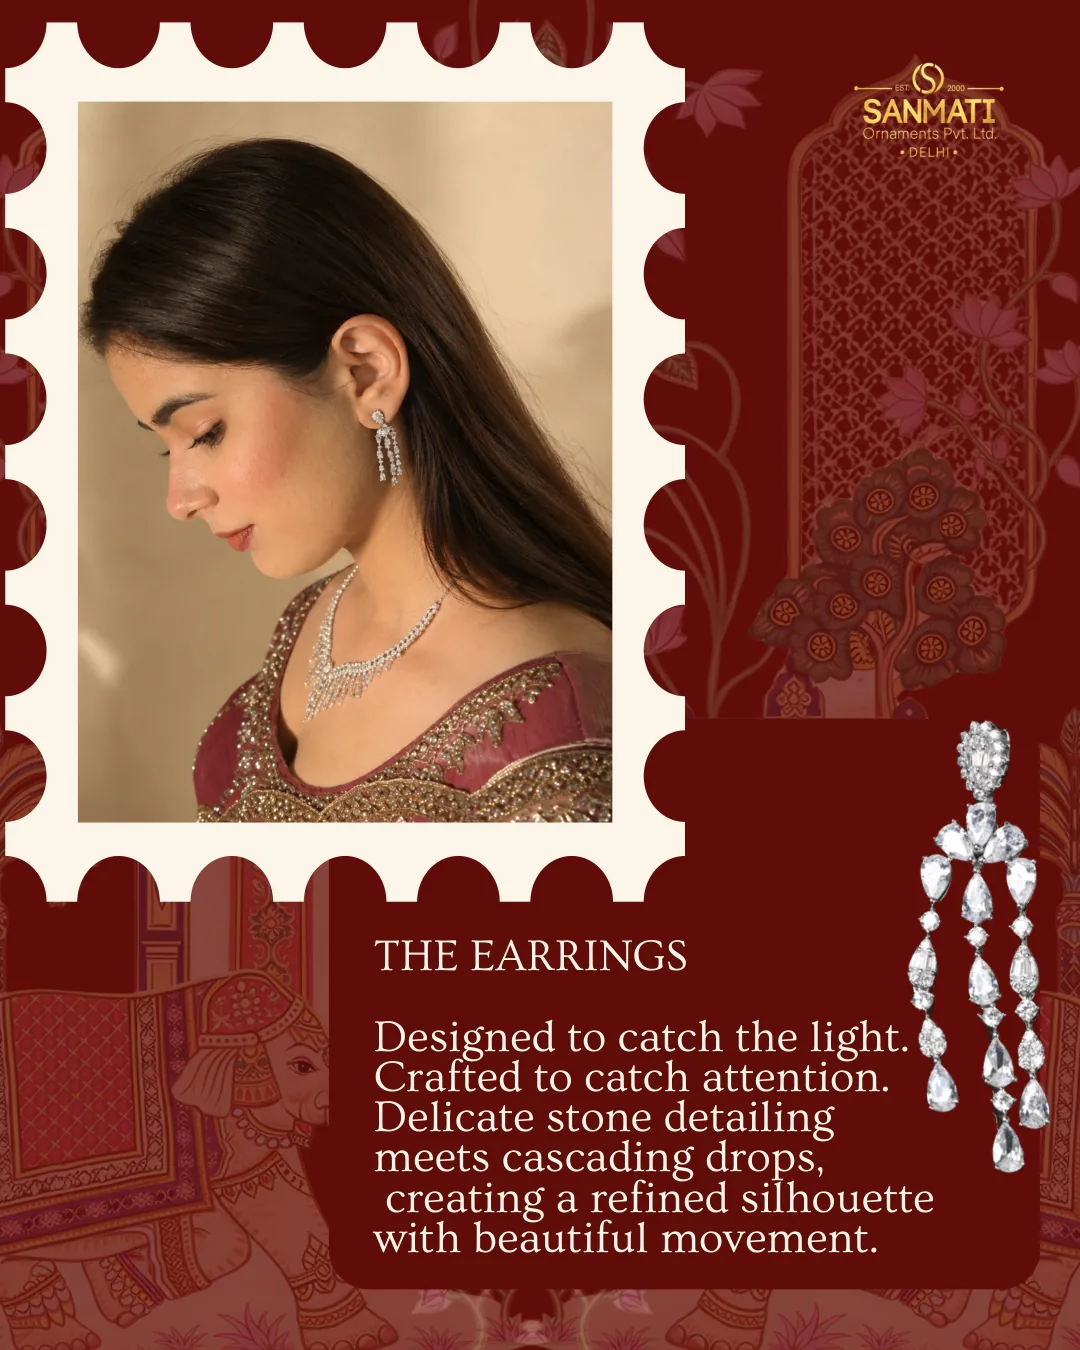 EST. S 2000
SANMATI
Ornaments Pvt. Ltd.
• DELHI •
THE EARRINGS
Designed to catch the light.
Crafted to catch attention.
Delicate stone detailing
meets cascading drops,
creating a refined silhouette
with beautiful movement.